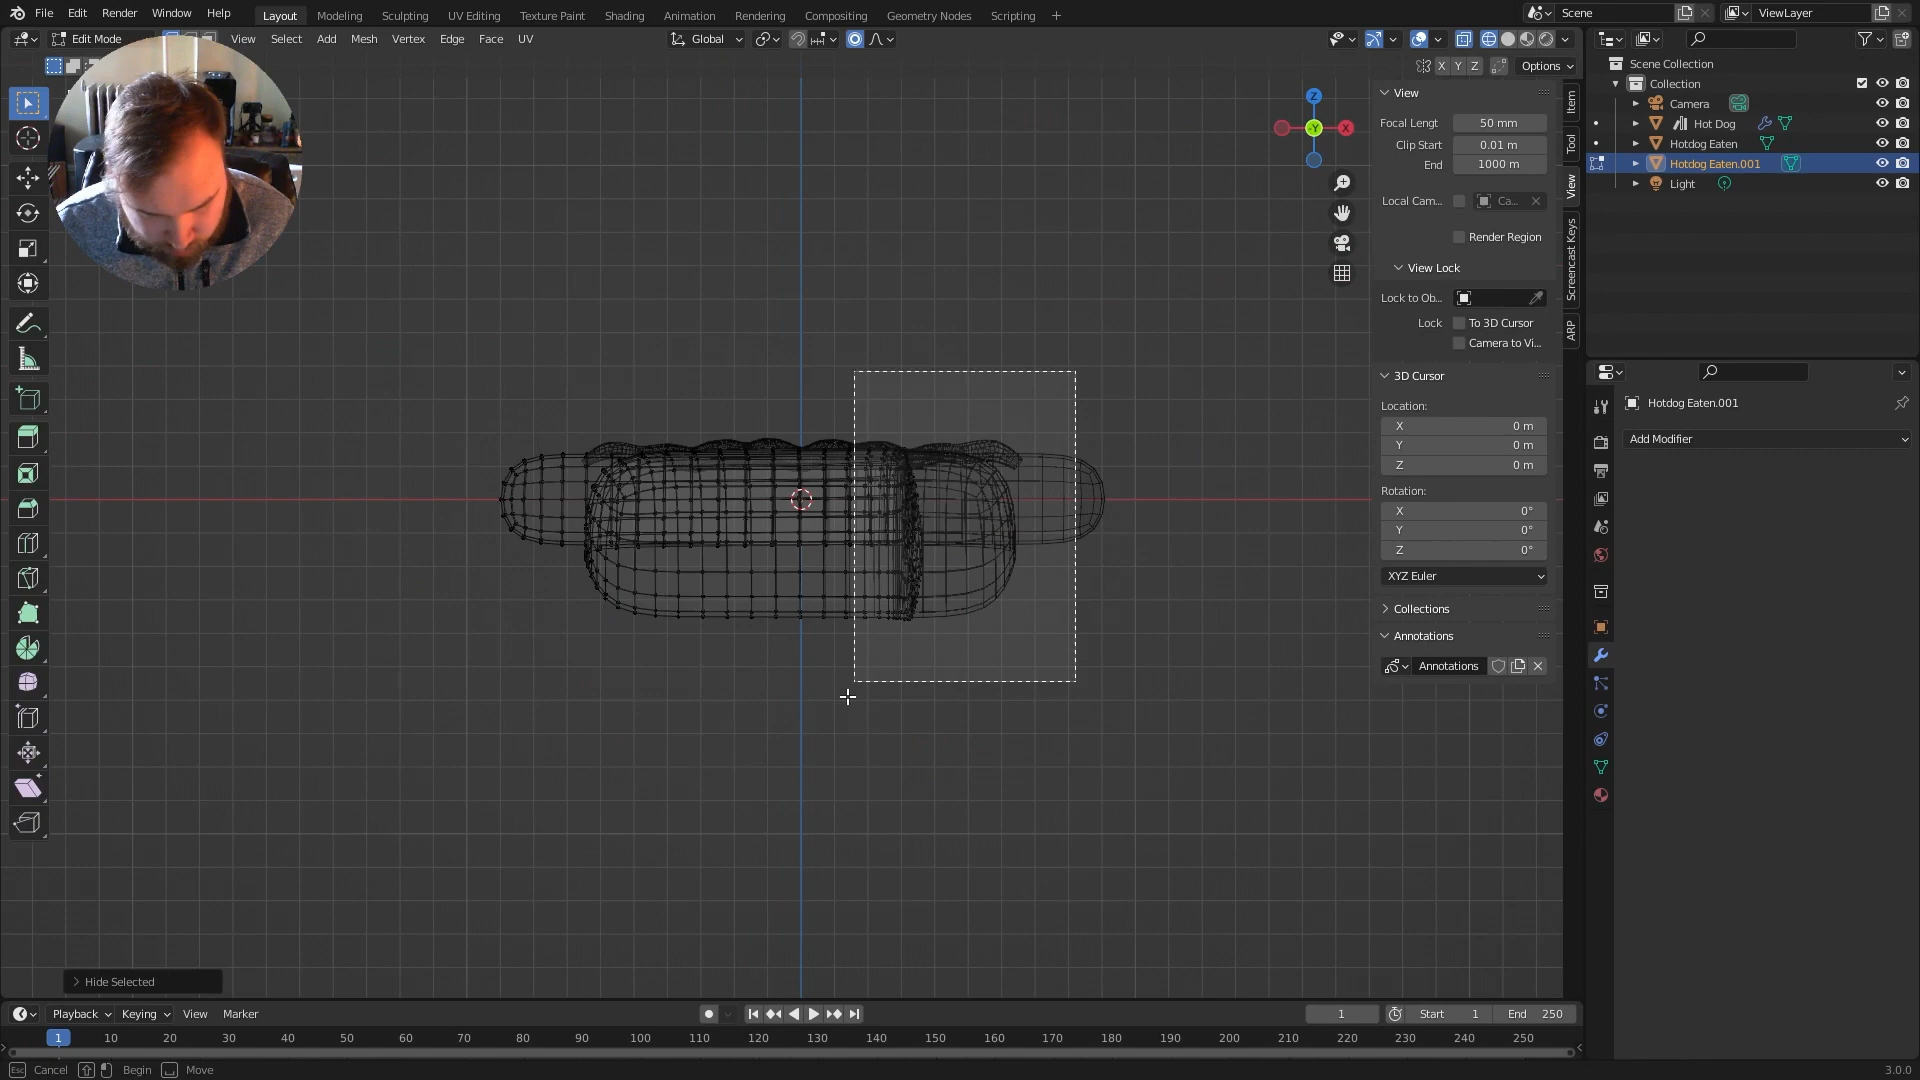 File Edit Render Window Help Layout Modeling Sculpting UV Editing Texture Paint Shading Animation Rendering Compositing Geometry Nodes Scripting + Scene ViewLayer
Edit Mode View Select Add Mesh Vertex Edge Face UV Global
X Y Z Options
Z
Y
X
View
Focal Lengt 50 mm
Clip Start 0.01 m
End 1000 m
Local Cam... Ca...
Render Region
View Lock
Lock to Ob...
Lock To 3D Cursor
Camera to Vi...
3D Cursor
Location:
X 0 m
Y 0 m
Z 0 m
Rotation:
X 0°
Y 0°
Z 0°
XYZ Euler
Collections
Annotations
Annotations
Item
Tool
View
Screencast Keys
ARP
Scene Collection
Collection
Camera
Hot Dog
Hotdog Eaten
Hotdog Eaten.001
Light
Hotdog Eaten.001
Add Modifier
Hide Selected
Playback Keying View Marker 1 Start 1 End 250
1 10 20 30 40 50 60 70 80 90 100 110 120 130 140 150 160 170 180 190 200 210 220 230 240 250
Esc Cancel Begin Move 3.0.0